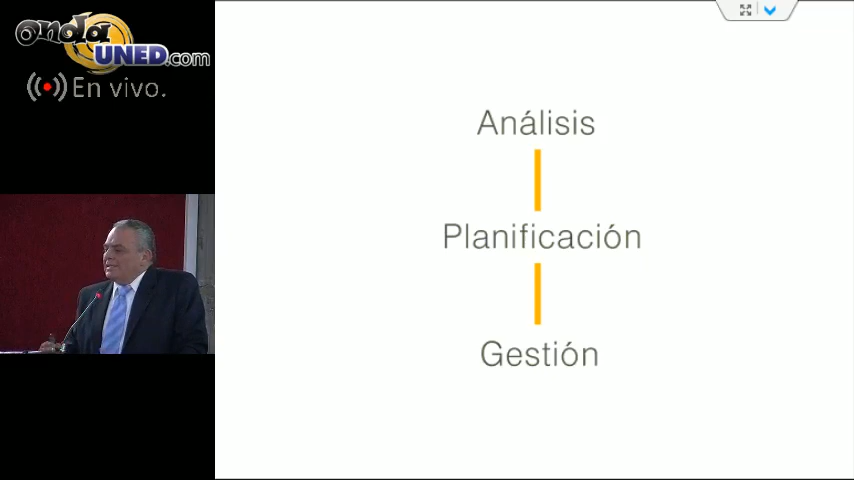 onda
UNED.com
En vivo.
Análisis
Planificación
Gestión